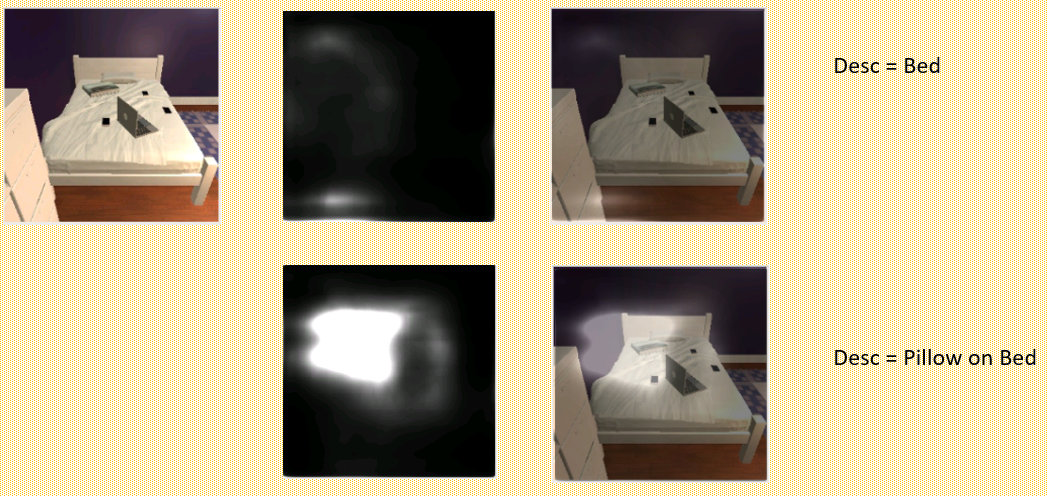 Desc = Bed
Desc = Pillow on Bed